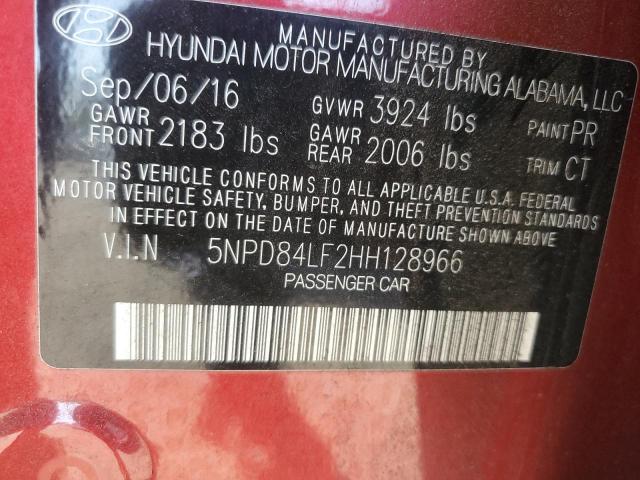 MANUFACTURED BY
HYUNDAI MOTOR MANUFACTURING ALABAMA, LLC
Sep/06/16 GVWR 3924 lbs PAINT PR
GAWR FRONT 2183 lbs GAWR REAR 2006 lbs TRIM CT
THIS VEHICLE CONFORMS TO ALL APPLICABLE U.S.A. FEDERAL
MOTOR VEHICLE SAFETY, BUMPER, AND THEFT PREVENTION STANDARDS
IN EFFECT ON THE DATE OF MANUFACTURE SHOWN ABOVE.
V.I.N 5NPD84LF2HH128966
PASSENGER CAR